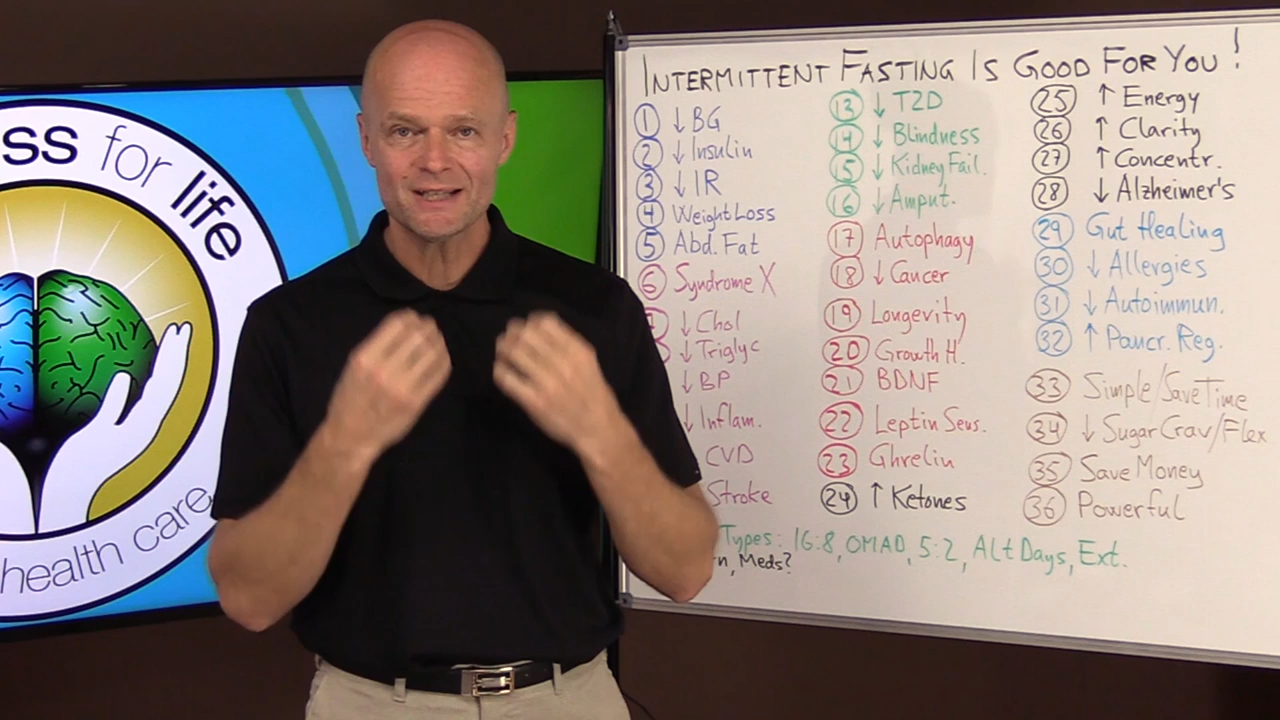 ss for life
health care
INTERMITTENT FASTING IS GOOD FOR YOU!
1 ↓ BG
2 ↓ Insulin
3 ↓ IR
4 Weight Loss
5 Abd. Fat
6 Syndrome X
↓ Chol
↓ Triglyc
↓ BP
↓ Inflam.
CVD
Stroke
13 ↓ T2D
14 ↓ Blindness
15 ↓ Kidney Fail.
16 ↓ Amput.
17 Autophagy
18 ↓ Cancer
19 Longevity
20 Growth H.
21 BDNF
22 Leptin Sens.
23 Ghrelin
24 ↑ Ketones
25 ↑ Energy
26 ↑ Clarity
27 ↑ Concentr.
28 ↓ Alzheimer's
29 Gut Healing
30 ↓ Allergies
31 ↓ Autoimmun.
32 ↑ Pancr. Reg.
33 Simple/Save Time
34 ↓ Sugar Crav/Flex
35 Save Money
36 Powerful
Types: 16:8, OMAD, 5:2, Alt Days, Ext.
n, Meds?